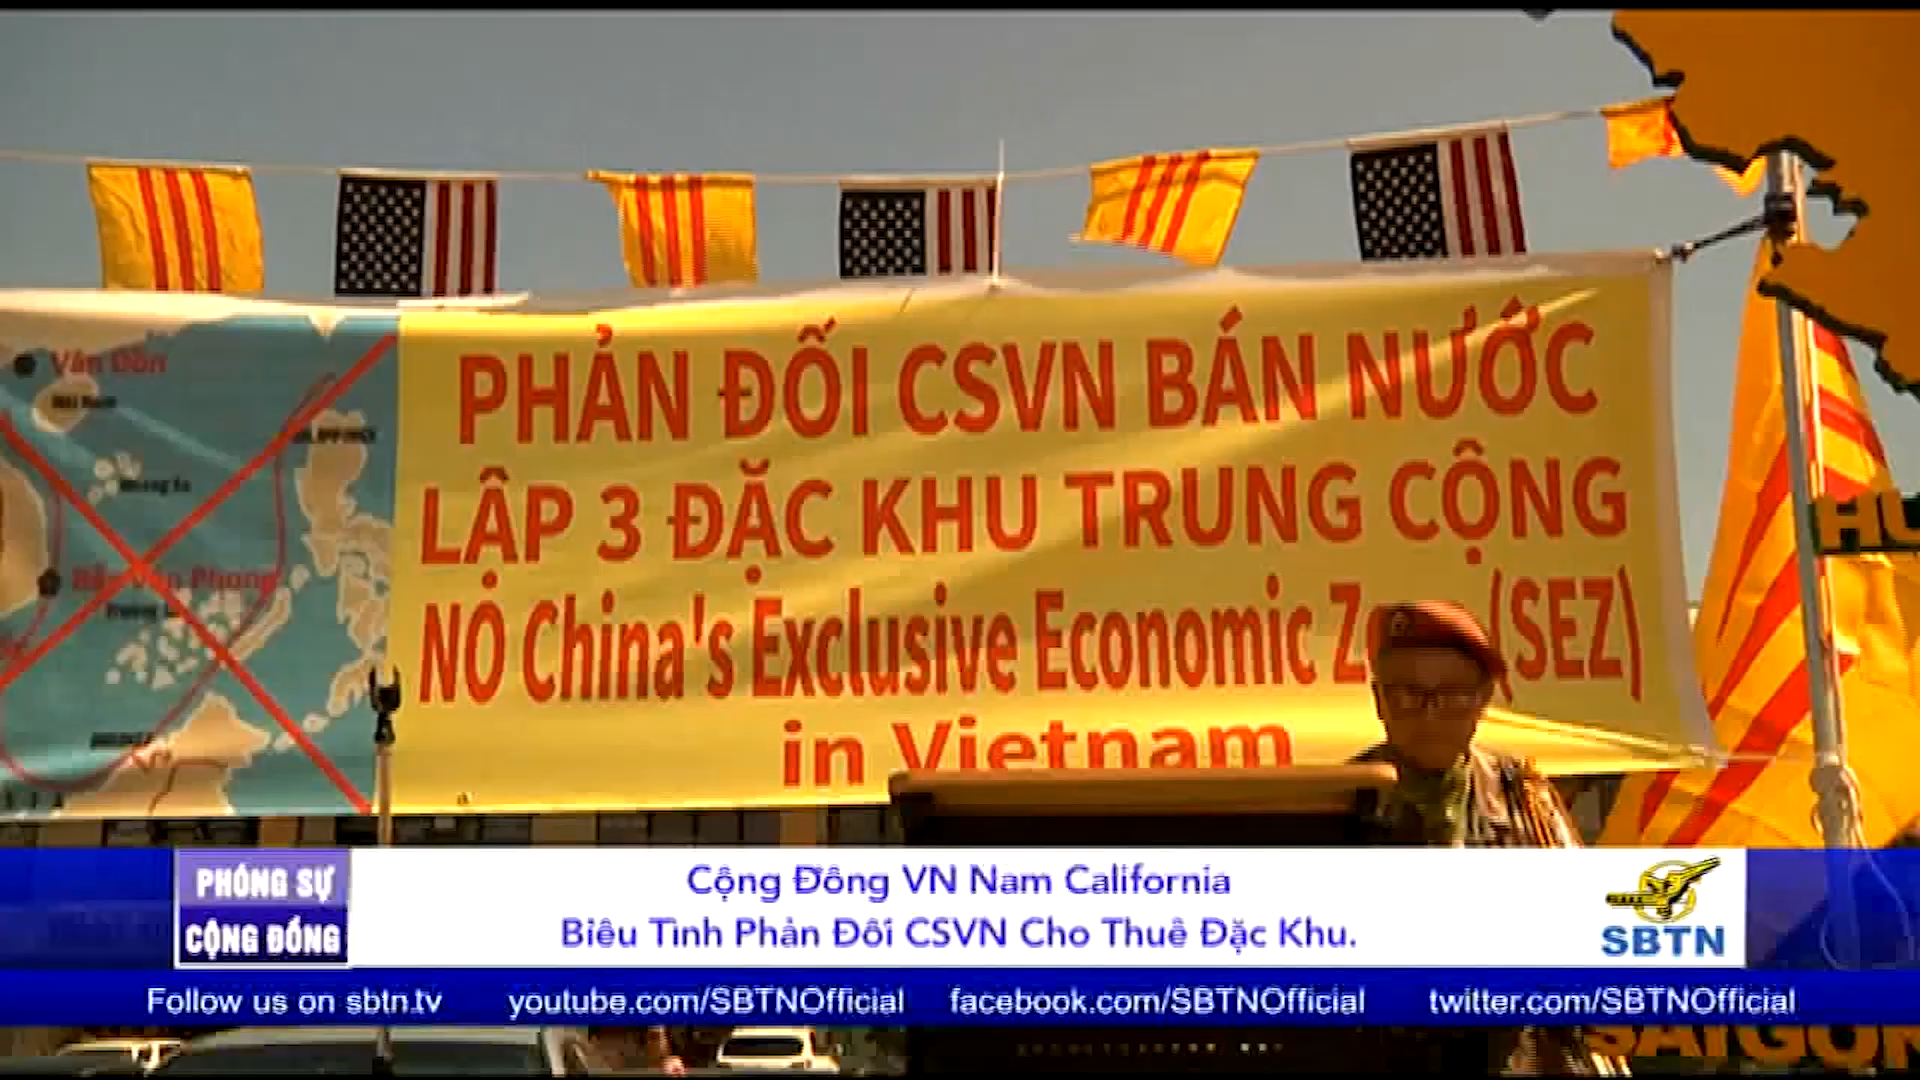 PHẢN ĐỐI CSVN BÁN NƯỚC
LẬP 3 ĐẶC KHU TRUNG CỘNG
NO China's Exclusive Economic (SEZ)
in Vietnam
Vân Đồn
PHÓNG SỰ
CỘNG ĐỒNG
Cộng Đồng VN Nam California
Biểu Tình Phản Đối CSVN Cho Thuê Đặc Khu.
SBTN
Follow us on sbtn.tv youtube.com/SBTNOfficial facebook.com/SBTNOfficial twitter.com/SBTNOfficial
SAIGON